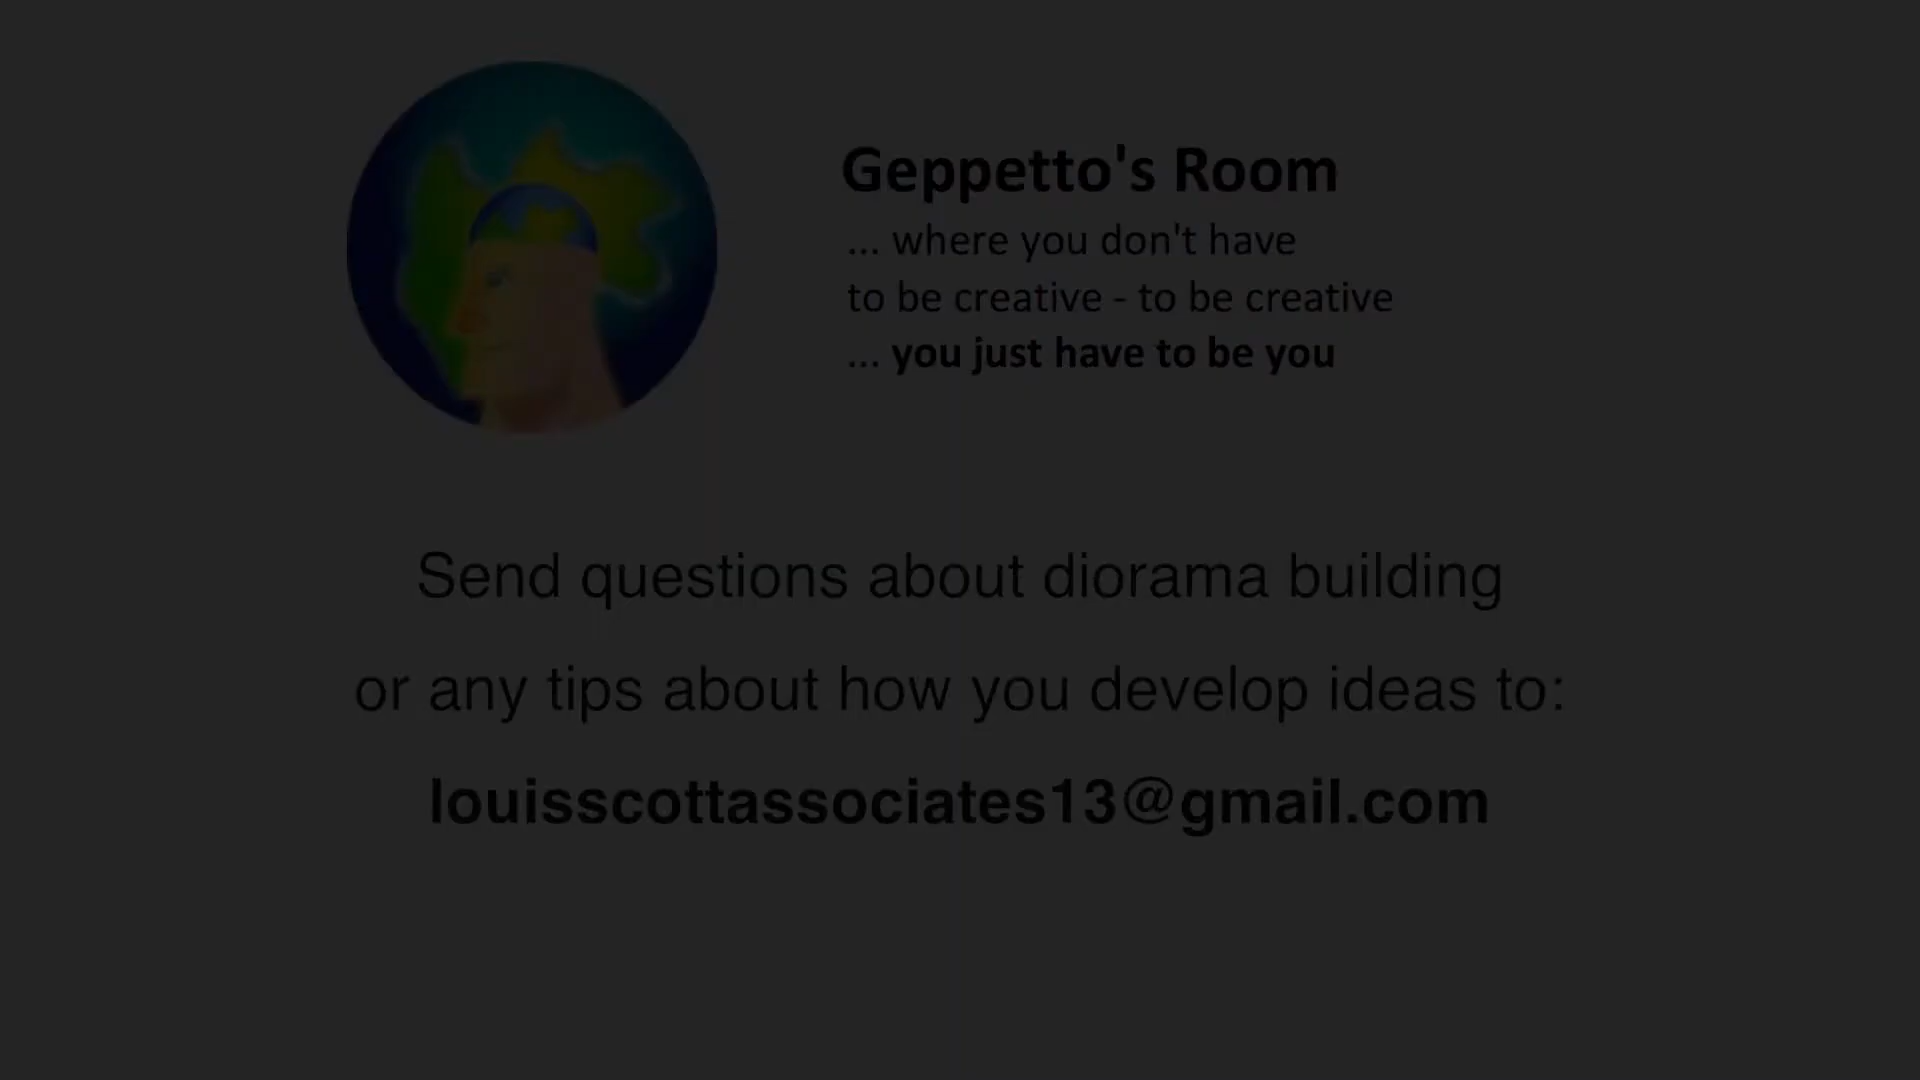 Geppetto's Room
... where you don't have
to be creative - to be creative
... you just have to be you
Send questions about diorama building
or any tips about how you develop ideas to:
louisscottassociates13@gmail.com